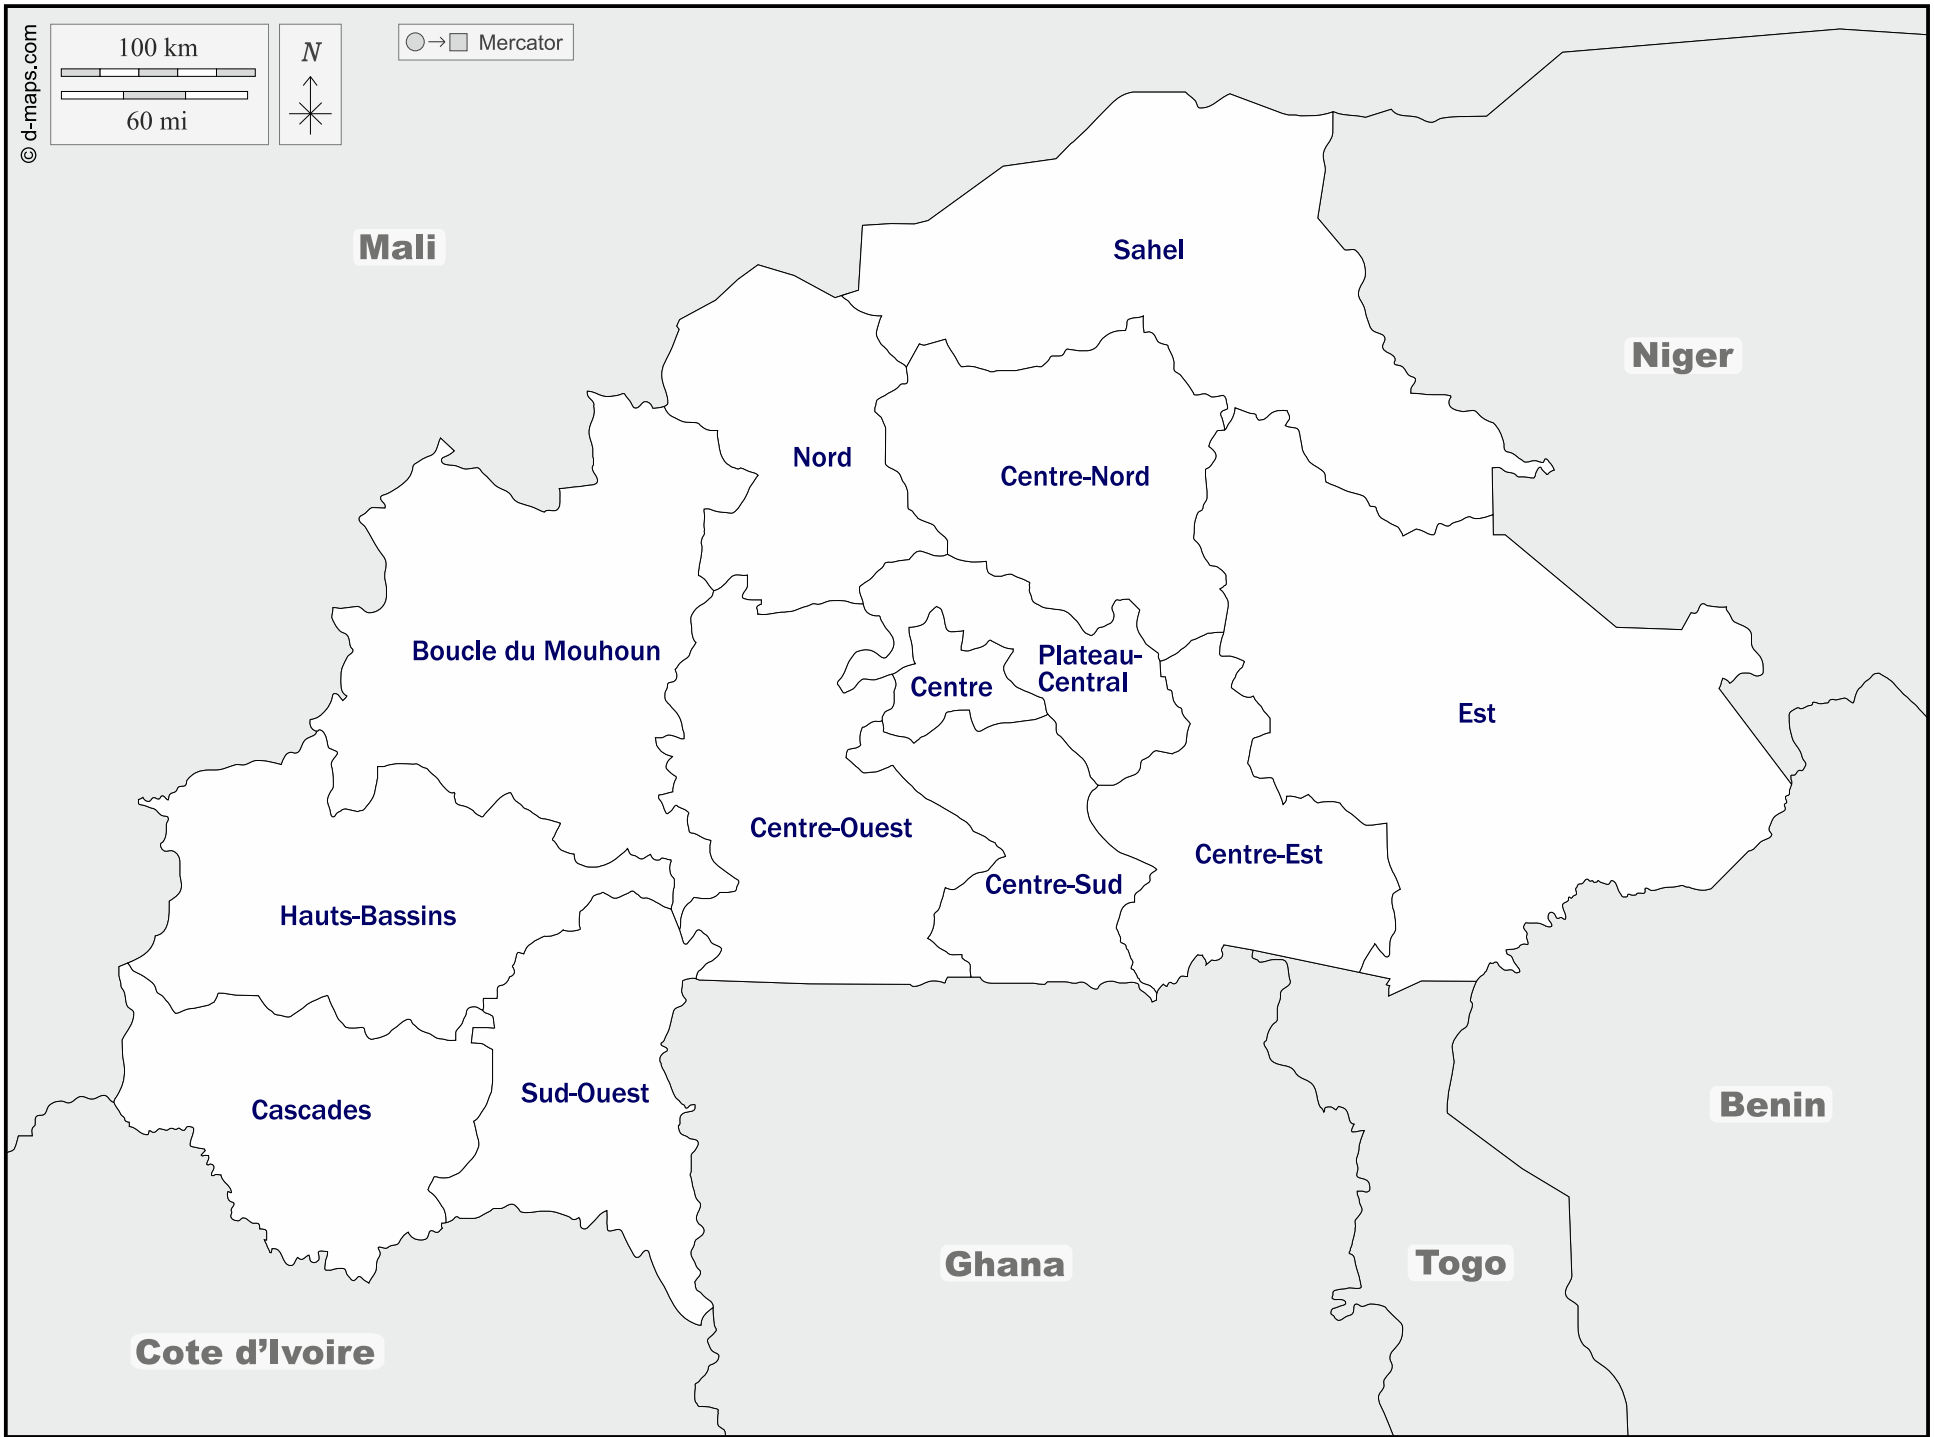 © d-maps.com
100 km
60 mi
N
Mercator
Mali
Sahel
Niger
Nord
Centre-Nord
Boucle du Mouhoun
Plateau-
Central
Centre
Est
Centre-Ouest
Centre-Est
Centre-Sud
Hauts-Bassins
Sud-Ouest
Cascades
Benin
Ghana
Togo
Cote d'Ivoire